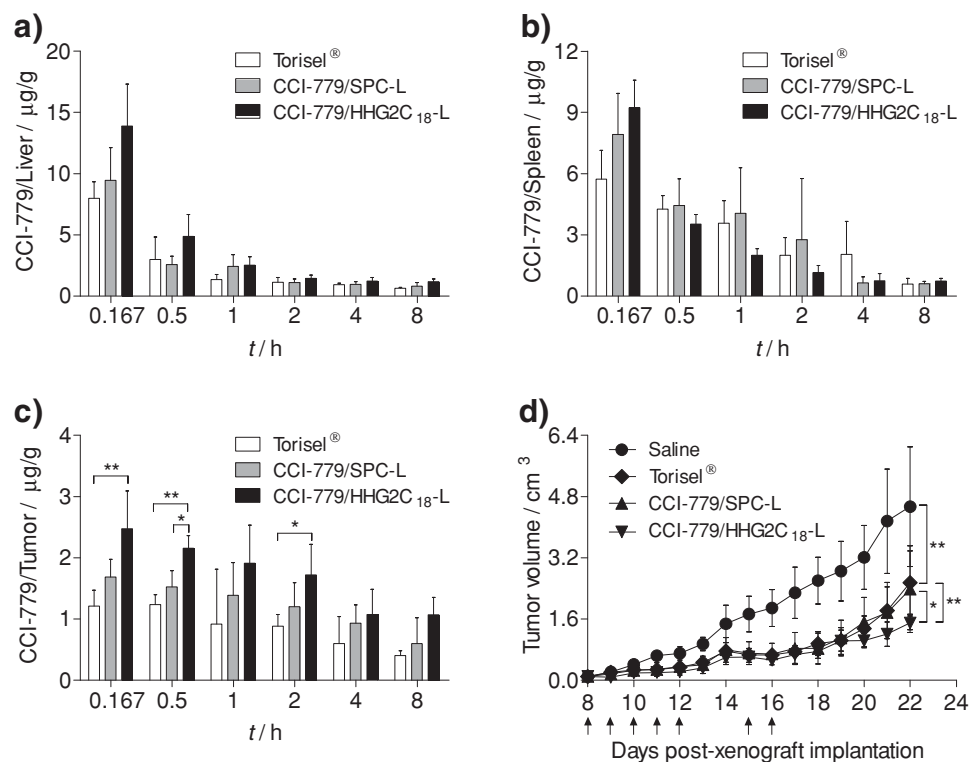 a)
20
15
10
5
0
CCI-779/Liver / μg/g
Torisel®
CCI-779/SPC-L
CCI-779/HHG2C18-L
0.167 0.5 1 2 4 8
t / h
b)
12
9
6
3
0
CCI-779/Spleen / μg/g
Torisel®
CCI-779/SPC-L
CCI-779/HHG2C18-L
0.167 0.5 1 2 4 8
t / h
c)
4
3
2
1
0
CCI-779/Tumor / μg/g
Torisel®
CCI-779/SPC-L
CCI-779/HHG2C18-L
**
**
*
*
0.167 0.5 1 2 4 8
t / h
d)
6.4
4.8
3.2
1.6
0.0
Tumor volume / cm3
Saline
Torisel®
CCI-779/SPC-L
CCI-779/HHG2C18-L
**
*
**
8 10 12 14 16 18 20 22 24
Days post-xenograft implantation